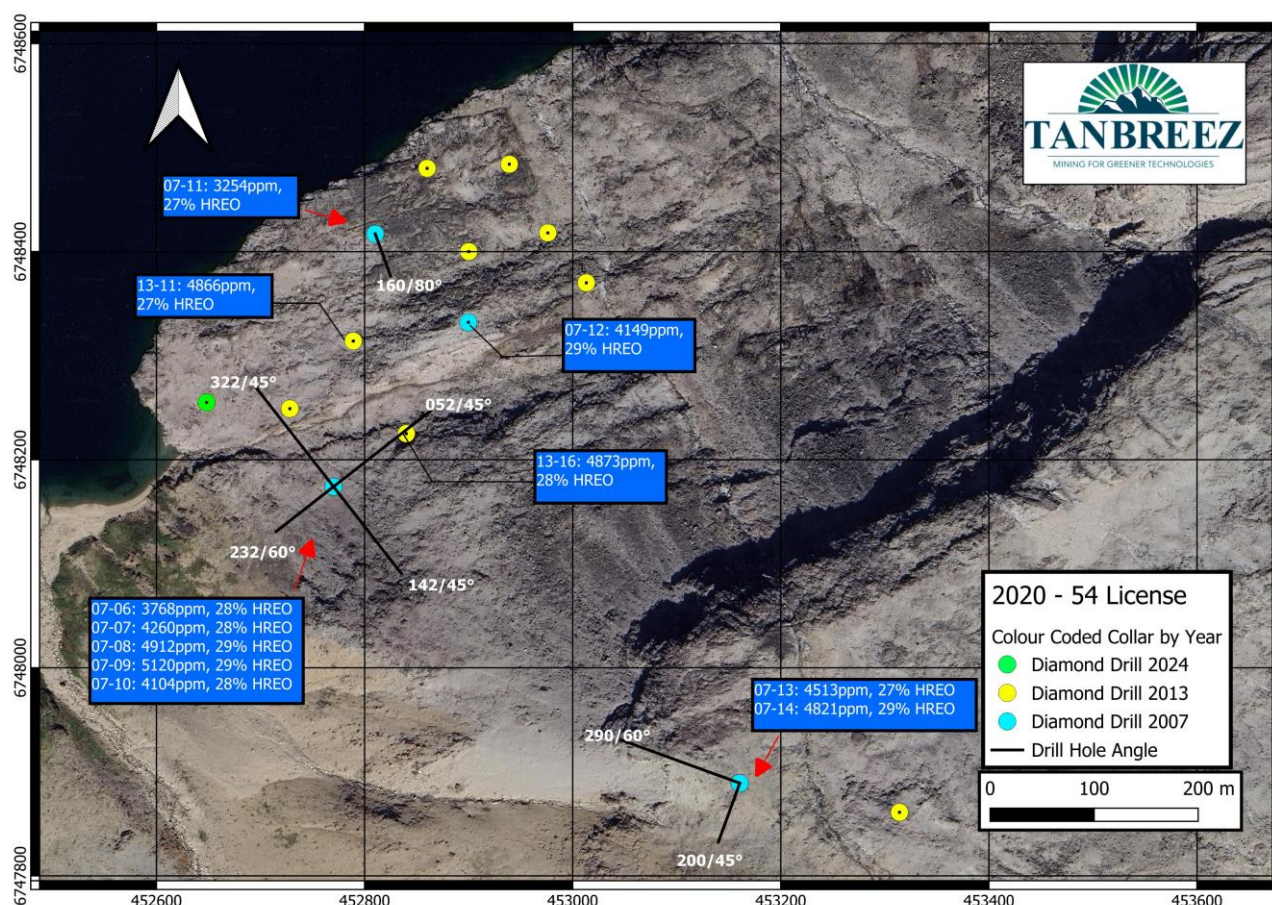 6748600
6748400
6748200
6748000
6747800
TANBREEZ
MINING FOR GREENER TECHNOLOGIES
07-11: 3254ppm,
27% HREO
160/80°
13-11: 4866ppm,
27% HREO
07-12: 4149ppm,
29% HREO
322/45°
052/45°
13-16: 4873ppm,
28% HREO
232/60°
142/45°
07-06: 3768ppm, 28% HREO
07-07: 4260ppm, 28% HREO
07-08: 4912ppm, 29% HREO
07-09: 5120ppm, 29% HREO
07-10: 4104ppm, 28% HREO
07-13: 4513ppm, 27% HREO
07-14: 4821ppm, 29% HREO
290/60°
200/45°
2020 - 54 License
Colour Coded Collar by Year
Diamond Drill 2024
Diamond Drill 2013
Diamond Drill 2007
Drill Hole Angle
0 100 200 m
452600 452800 453000 453200 453400 453600